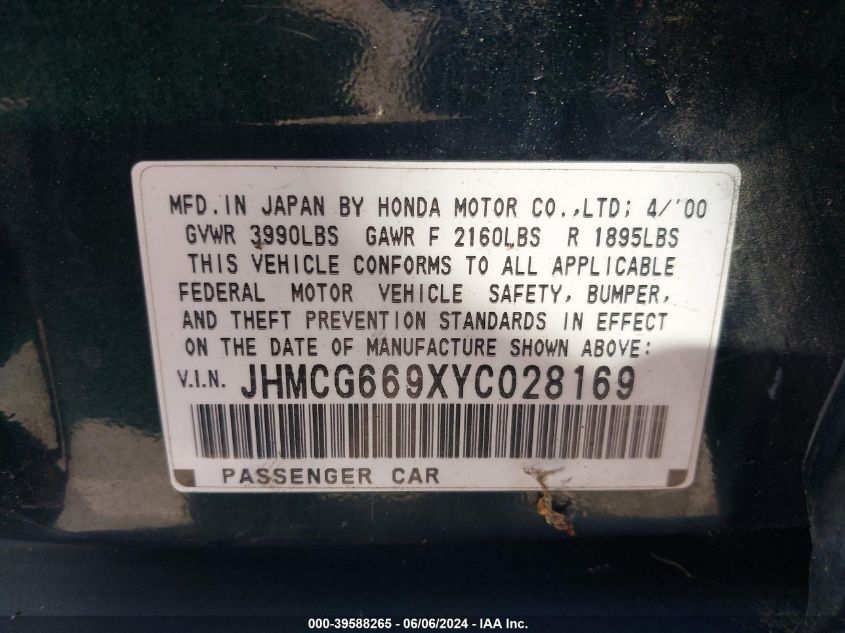 MFD. IN JAPAN BY HONDA MOTOR CO.,LTD; 4/'00
GVWR 3990LBS GAWR F 2160LBS R 1895LBS
THIS VEHICLE CONFORMS TO ALL APPLICABLE
FEDERAL MOTOR VEHICLE SAFETY, BUMPER,
AND THEFT PREVENTION STANDARDS IN EFFECT
ON THE DATE OF MANUFACTURE SHOWN ABOVE:
V.I.N. JHMCG669XYC028169
PASSENGER CAR
000-39588265 - 06/06/2024 - IAA Inc.